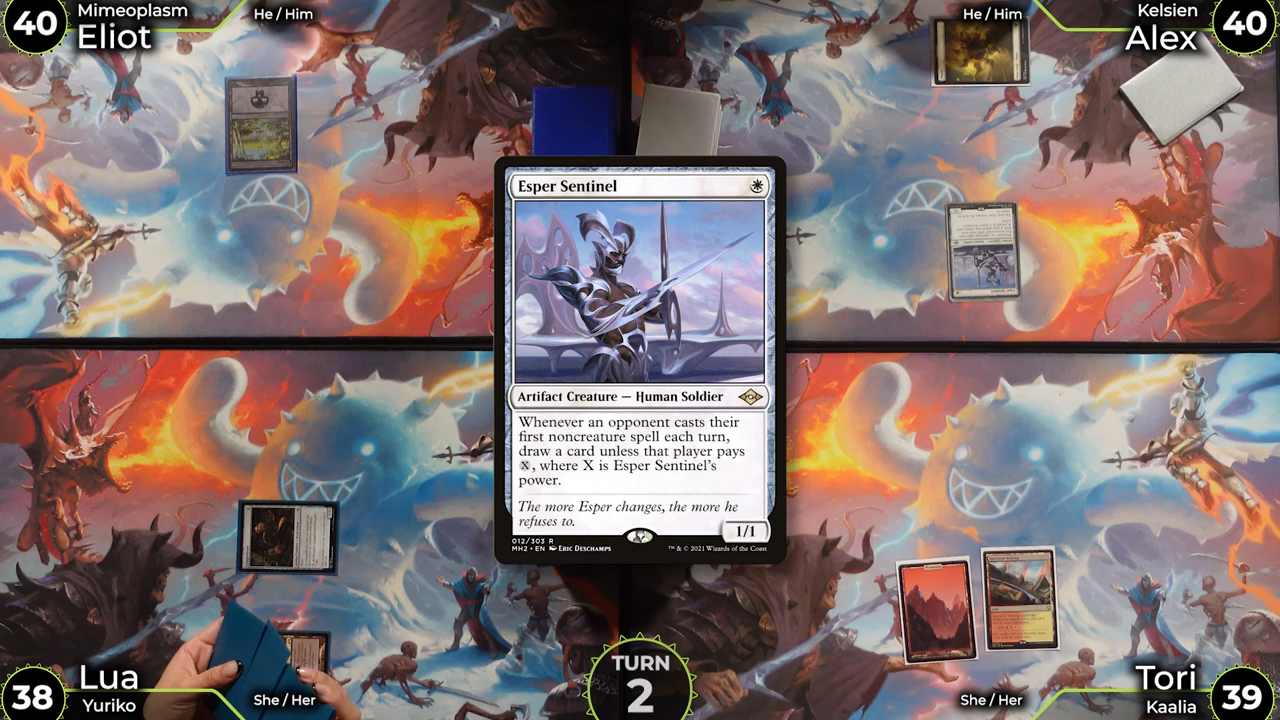 40
Mimeoplasm
Eliot
He / Him
He / Him
Kelsien
Alex
40
Esper Sentinel
Artifact Creature — Human Soldier
Whenever an opponent casts their
first noncreature spell each turn,
draw a card unless that player pays
X, where X is Esper Sentinel's
power.
The more Esper changes, the more he
refuses to.
1/1
012/303 R
MH2 • EN Eric Deschamps
™ & © 2021 Wizards of the Coast
38
Lua
Yuriko
She / Her
TURN
2
She / Her
Tori
Kaalia
39